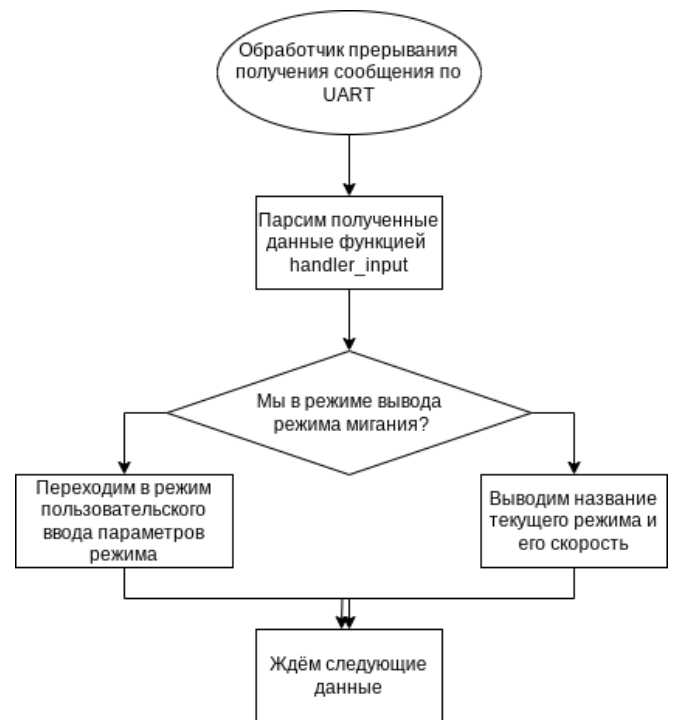 Обработчик прерывания
получения сообщения по
UART
Парсим полученные
данные функцией
handler_input
Мы в режиме вывода
режима мигания?
Переходим в режим
пользовательского
ввода параметров
режима
Выводим название
текущего режима и
его скорость
Ждём следующие
данные